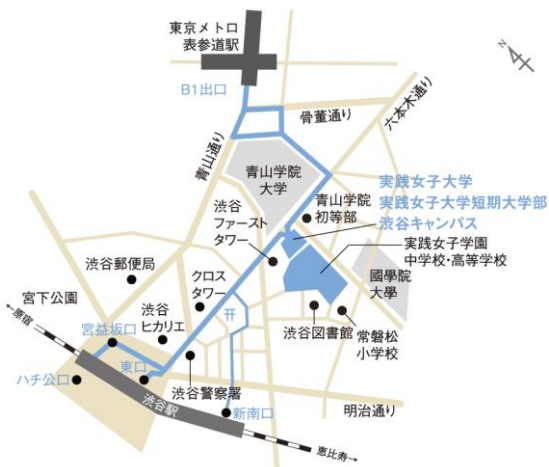 東京メトロ
表参道駅
N
B1出口
骨董通り
六本木通り
青山通り
青山学院
大学
実践女子大学
実践女子大学短期大学部
渋谷キャンパス
青山学院
初等部
渋谷
ファースト
タワー
実践女子学園
中学校・高等学校
國學院
大學
渋谷郵便局
クロス
タワー
宮下公園
渋谷
ヒカリエ
渋谷図書館
常磐松
小学校
←原宿
宮益坂口
ハチ公口
東口
渋谷警察署
明治通り
渋谷駅
新南口
恵比寿→